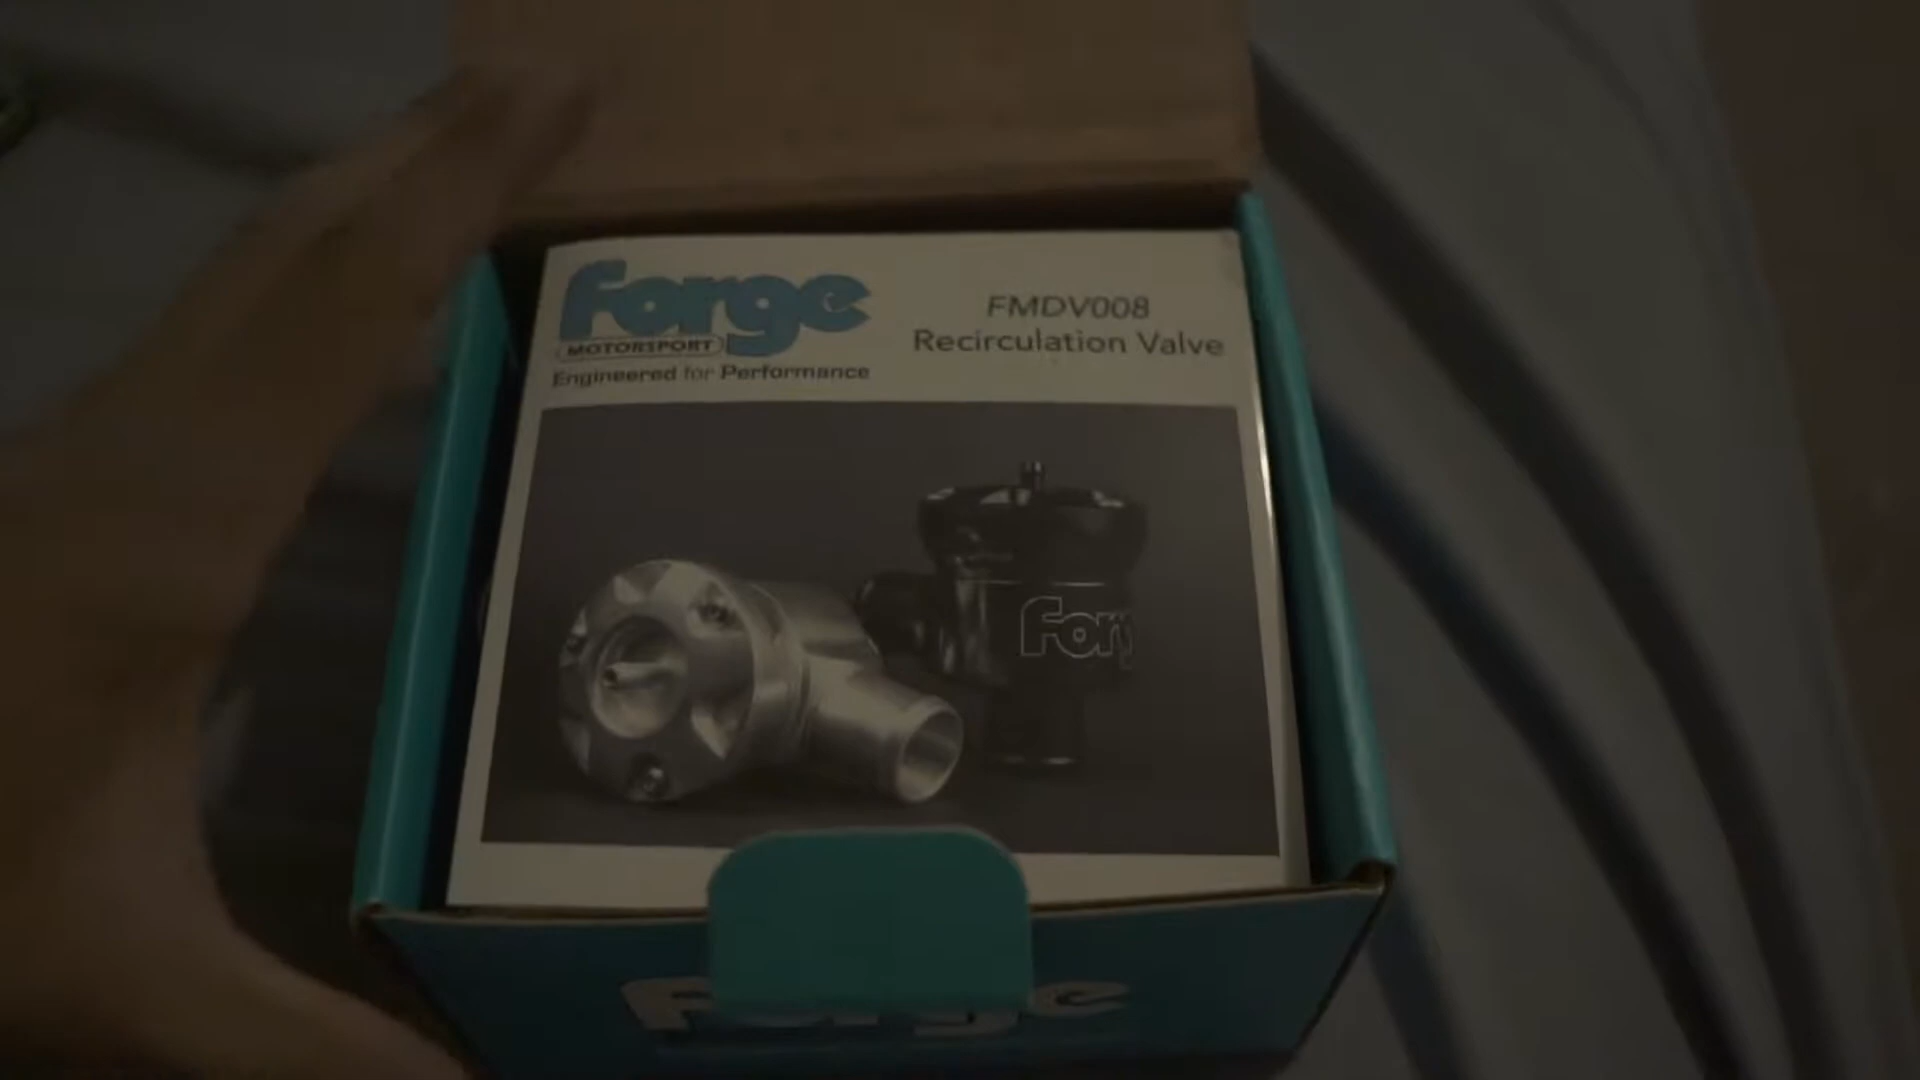 forge
MOTORSPORT
Engineered for Performance
FMDV008
Recirculation Valve
forg